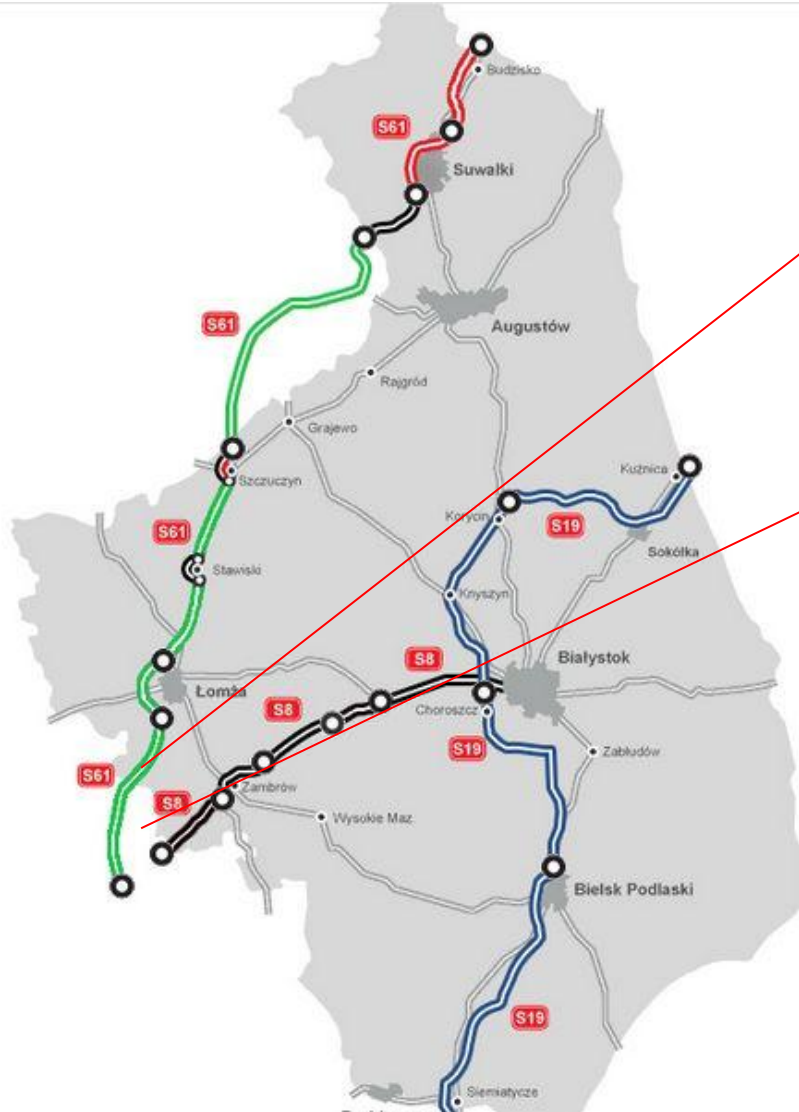 Budzisko
S61
Suwałki
S61
Augustów
Rajgród
Grajewo
Kuźnica
Szczuczyn
Korycin
S19
S61
Sokółka
Stawiski
Knyszyn
Białystok
S8
Łomża
S8
Choroszcz
S19
Zabłudów
S61
Zambrów
S8
Wysokie Maz
Bielsk Podlaski
S19
Siemiatycze